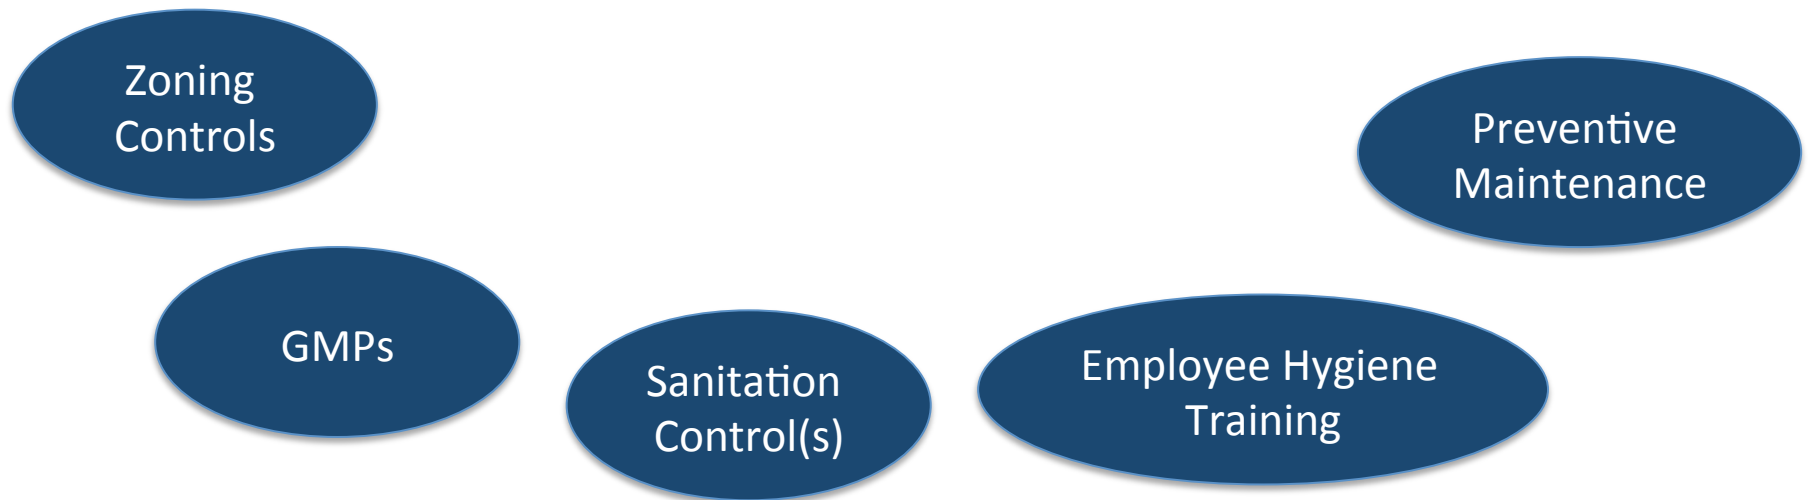 Zoning
Controls
Preventive
Maintenance
GMPs
Sanitation
Control(s)
Employee Hygiene
Training